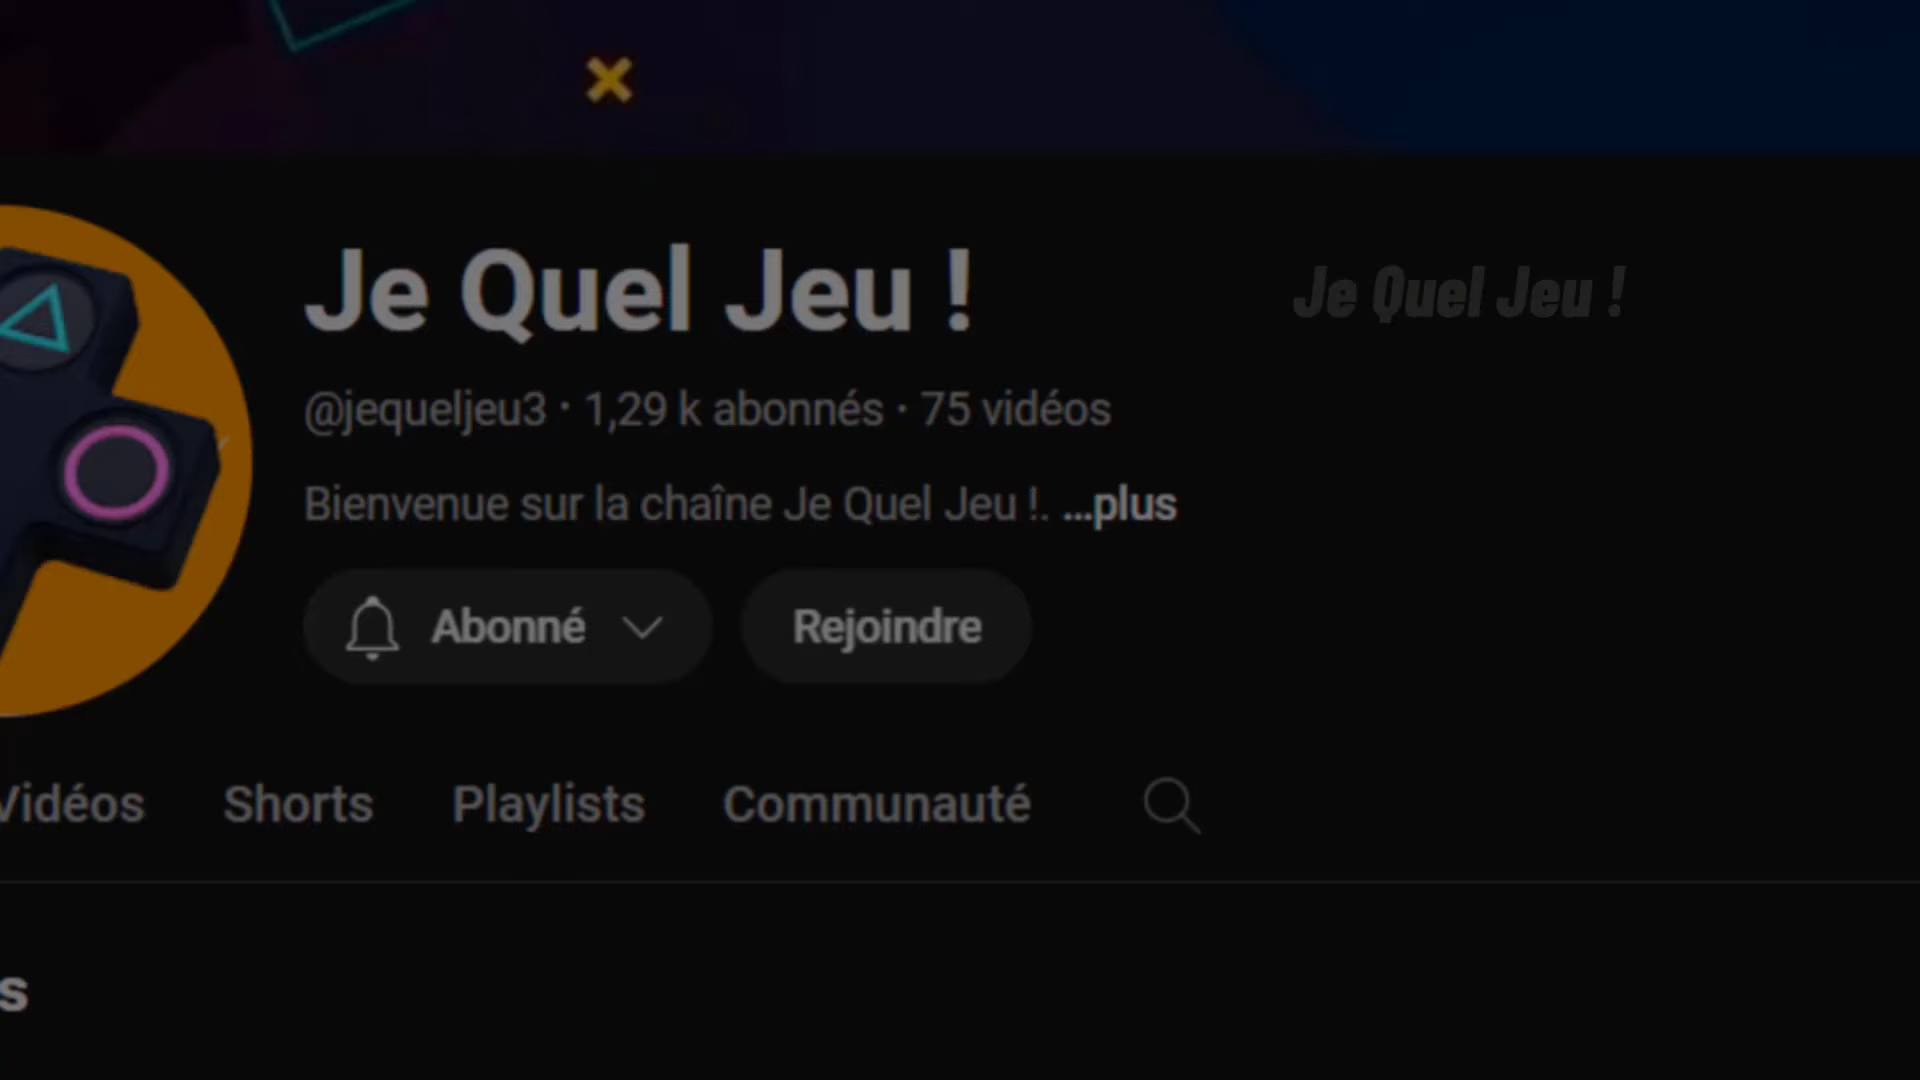 Je Quel Jeu !
Je Quel Jeu !
@jequeljeu3 · 1,29 k abonnés · 75 vidéos
Bienvenue sur la chaîne Je Quel Jeu !. ...plus
Abonné
Rejoindre
Vidéos Shorts Playlists Communauté
s